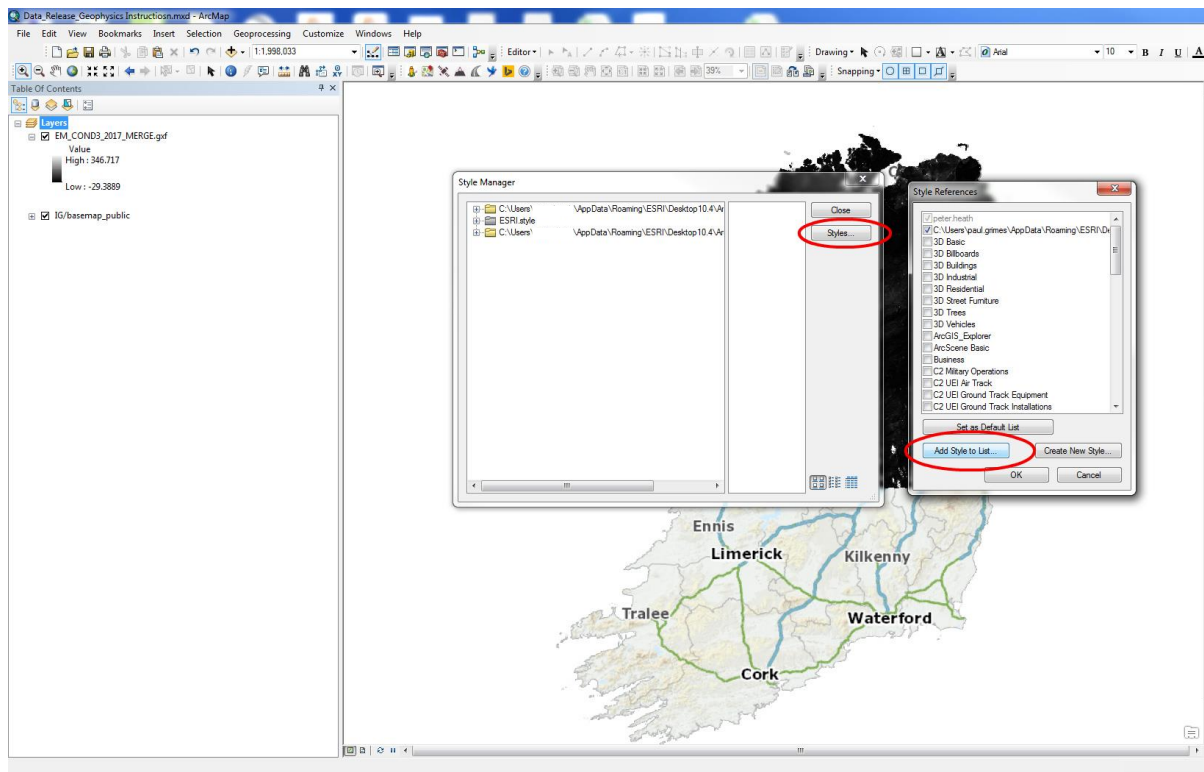 Data_Release_Geophysics Instructiosn.mxd - ArcMap
File Edit View Bookmarks Insert Selection Geoprocessing Customize Windows Help
1:1,998,033 Editor Drawing Arial 10 B I U A
39% Snapping
Table Of Contents
Layers
EM_COND3_2017_MERGE.gxf
Value
High : 346.717
Low : -29.3889
IG/basemap_public
Style Manager
C:\Users\ \AppData\Roaming\ESRI\Desktop10.4\Ar
ESRI.style
C:\Users\ \AppData\Roaming\ESRI\Desktop10.4\Ar
Close
Styles...
Style References
peter.heath
C:\Users\paul.grimes\AppData\Roaming\ESRI\De
3D Basic
3D Billboards
3D Buildings
3D Industrial
3D Residential
3D Street Furniture
3D Trees
3D Vehicles
ArcGIS_Explorer
ArcScene Basic
Business
C2 Military Operations
C2 UEI Air Track
C2 UEI Ground Track Equipment
C2 UEI Ground Track Installations
Set as Default List
Add Style to List...
Create New Style...
OK
Cancel
Ennis
Limerick
Kilkenny
Tralee
Waterford
Cork